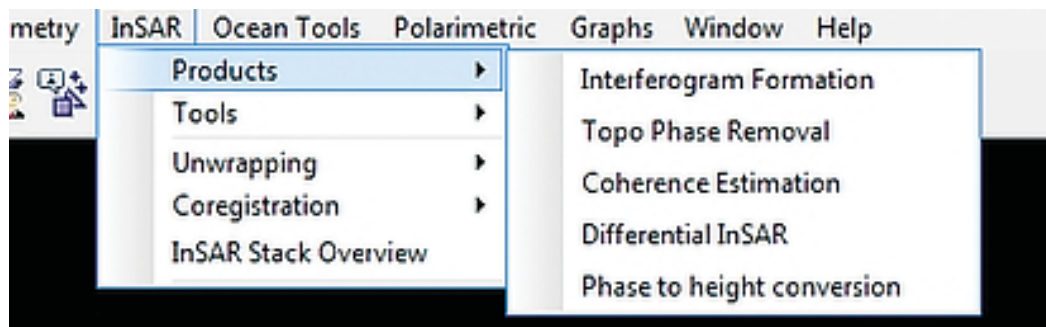 metry InSAR Ocean Tools Polarimetric Graphs Window Help
Products
Tools
Unwrapping
Coregistration
InSAR Stack Overview
Interferogram Formation
Topo Phase Removal
Coherence Estimation
Differential InSAR
Phase to height conversion